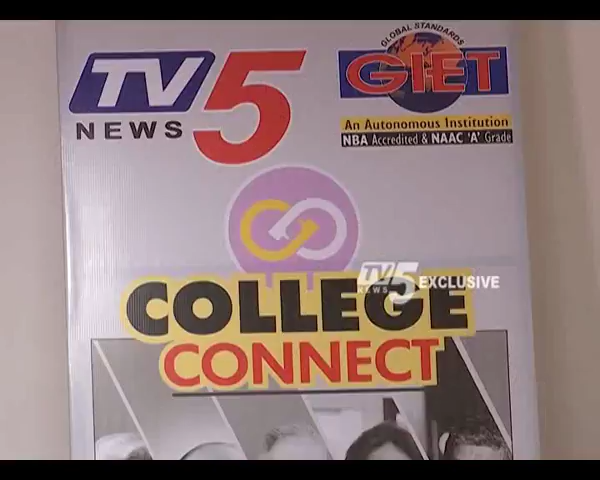 TV5
NEWS
GLOBAL STANDARDS
GIET
An Autonomous Institution
NBA Accredited & NAAC 'A' Grade
TV5 NEWS EXCLUSIVE
COLLEGE
CONNECT